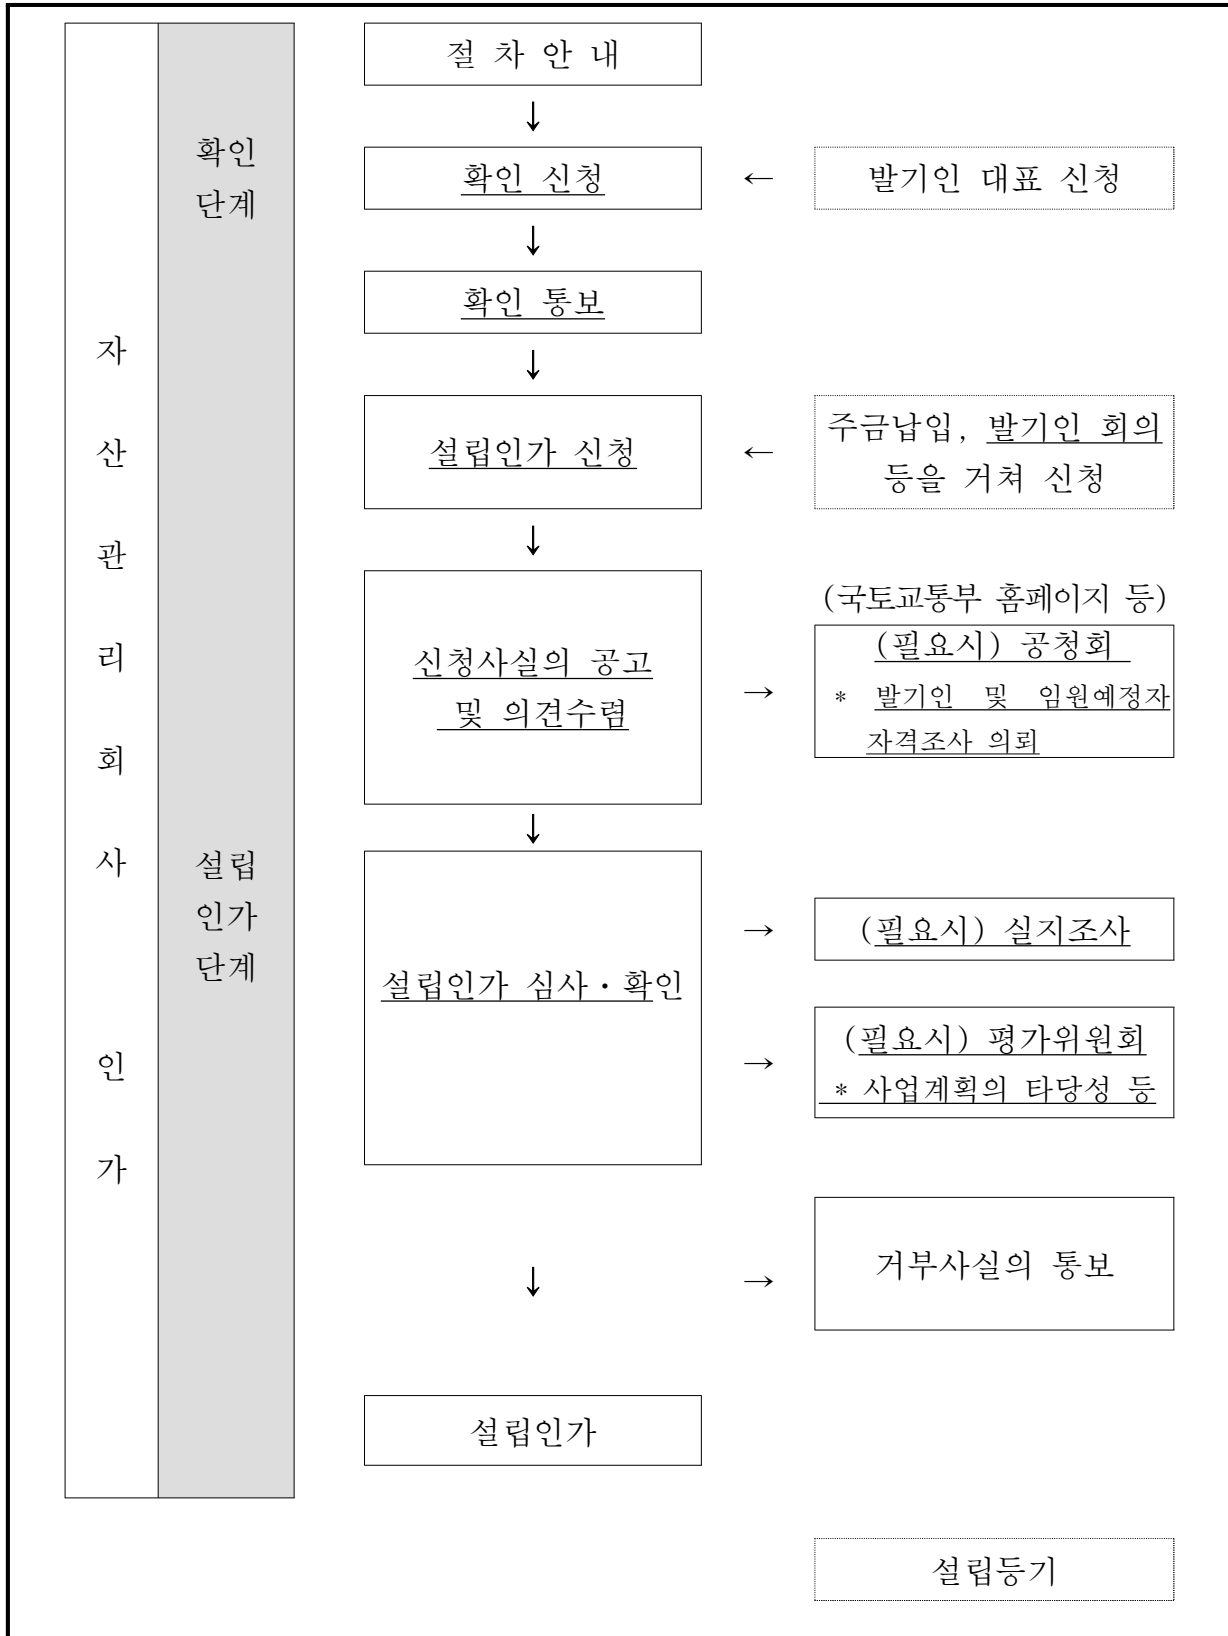 자
산
관
리
회
사
인
가
확인
단계
설립
인가
단계
절 차 안 내
↓
확인 신청
←
발기인 대표 신청
↓
확인 통보
↓
설립인가 신청
←
주금납입, 발기인 회의
등을 거쳐 신청
↓
신청사실의 공고
및 의견수렴
→
(국토교통부 홈페이지 등)
(필요시) 공청회
* 발기인 및 임원예정자
자격조사 의뢰
↓
설립인가 심사·확인
→
(필요시) 실지조사
→
(필요시) 평가위원회
* 사업계획의 타당성 등
↓
→
거부사실의 통보
설립인가
설립등기